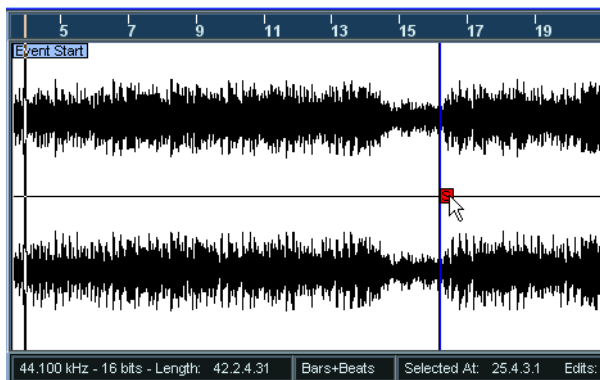 5 7 9 11 13 15 17 19
Event Start
44.100 kHz - 16 bits - Length: 42.2.4.31 Bars+Beats Selected At: 25.4.3.1 Edits: